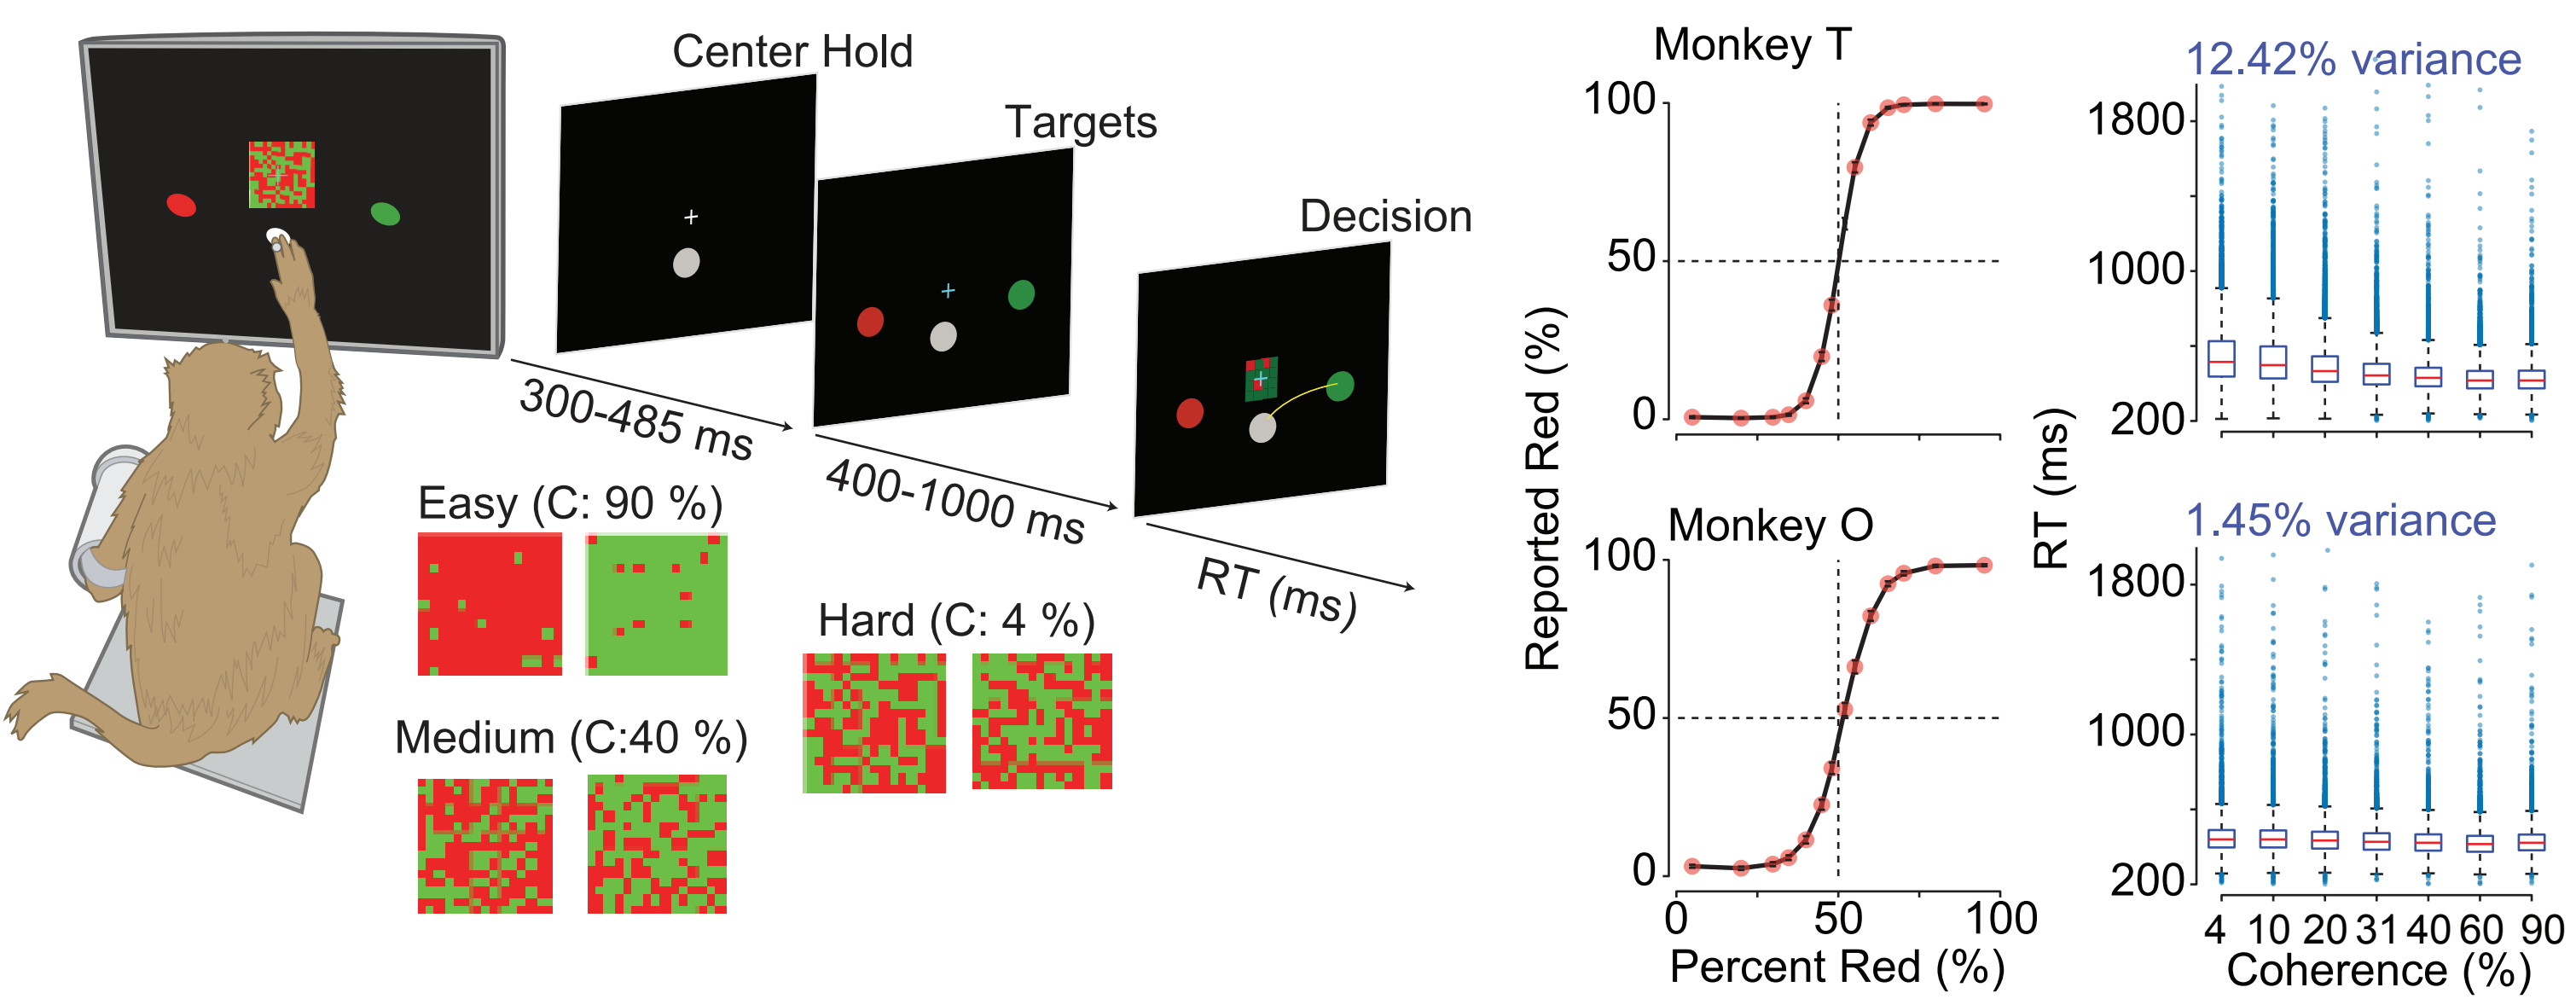 Center Hold
Targets
Decision
300-485 ms
400-1000 ms
RT (ms)
Easy (C: 90 %)
Hard (C: 4 %)
Medium (C:40 %)
Monkey T
100
50
0
Reported Red (%)
Monkey O
100
50
0
0 50 100
Percent Red (%)
12.42% variance
1800
1000
200
RT (ms)
1.45% variance
1800
1000
200
4 10 20 31 40 60 90
Coherence (%)